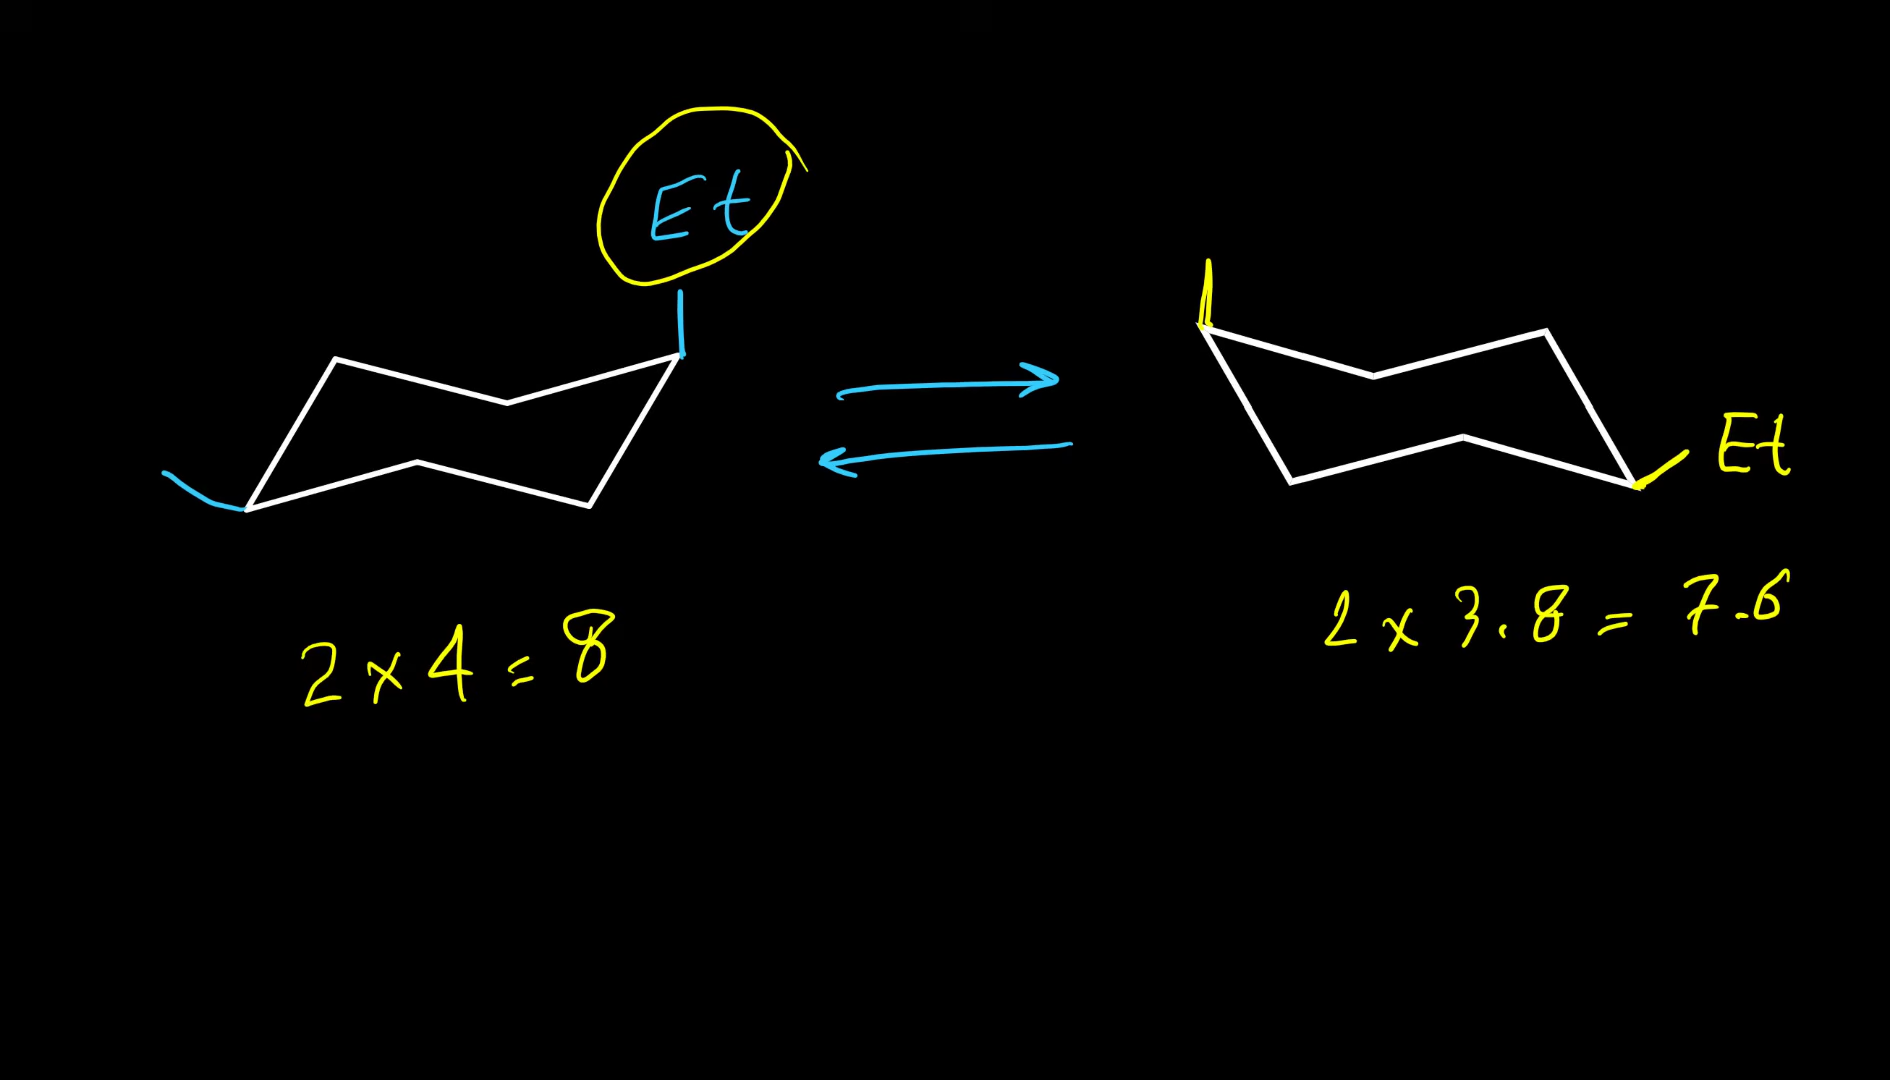 Et
Et
2 x 4 = 8
2 x 3.8 = 7.6